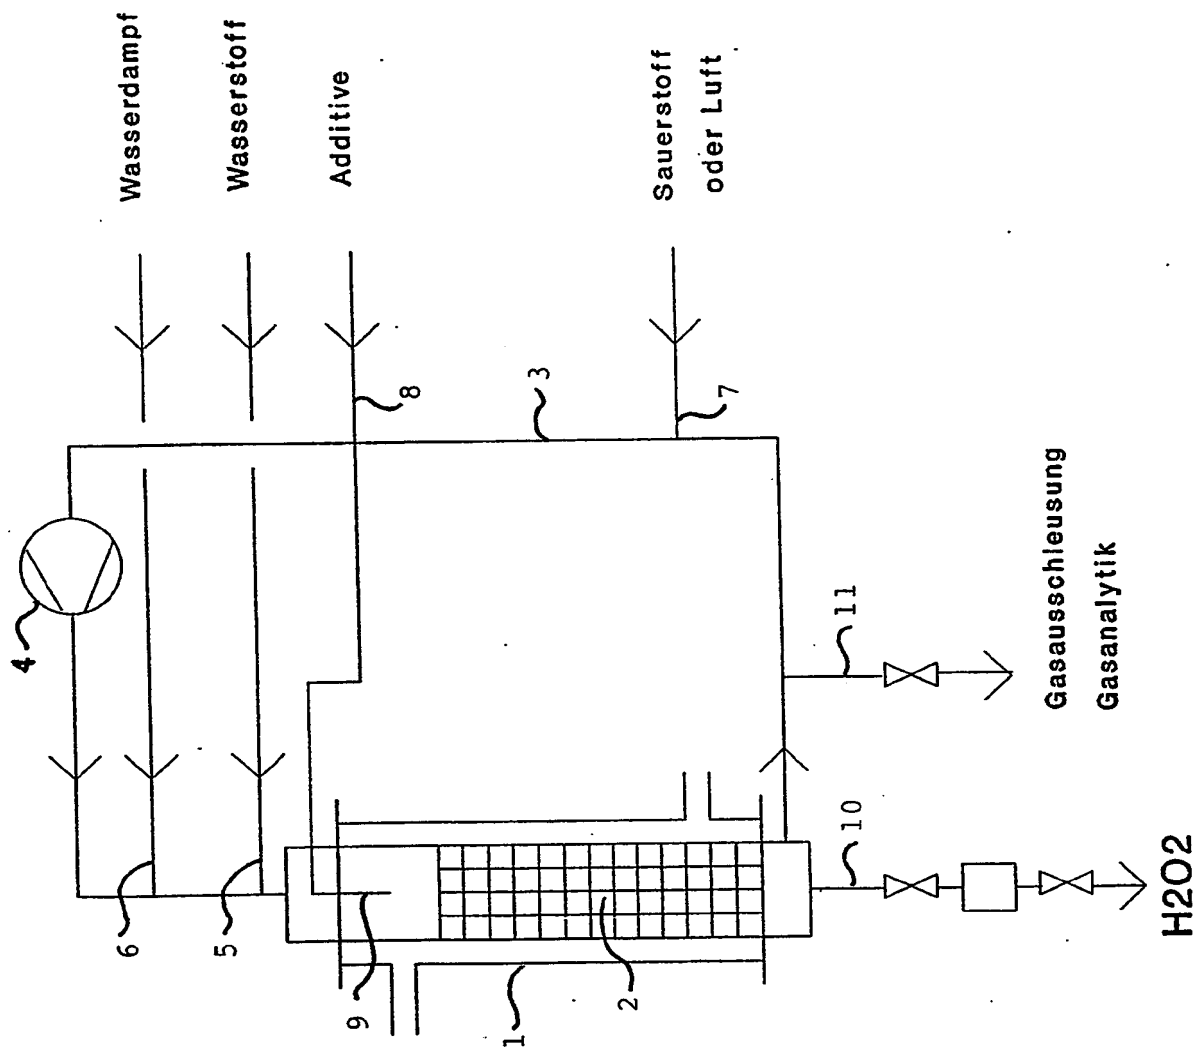 Wasserdampf
Wasserstoff
Additive
Sauerstoff
oder Luft
4
3
8
7
6
5
9
1
2
10
11
Gasausschleusung
Gasanalytik
H2O2